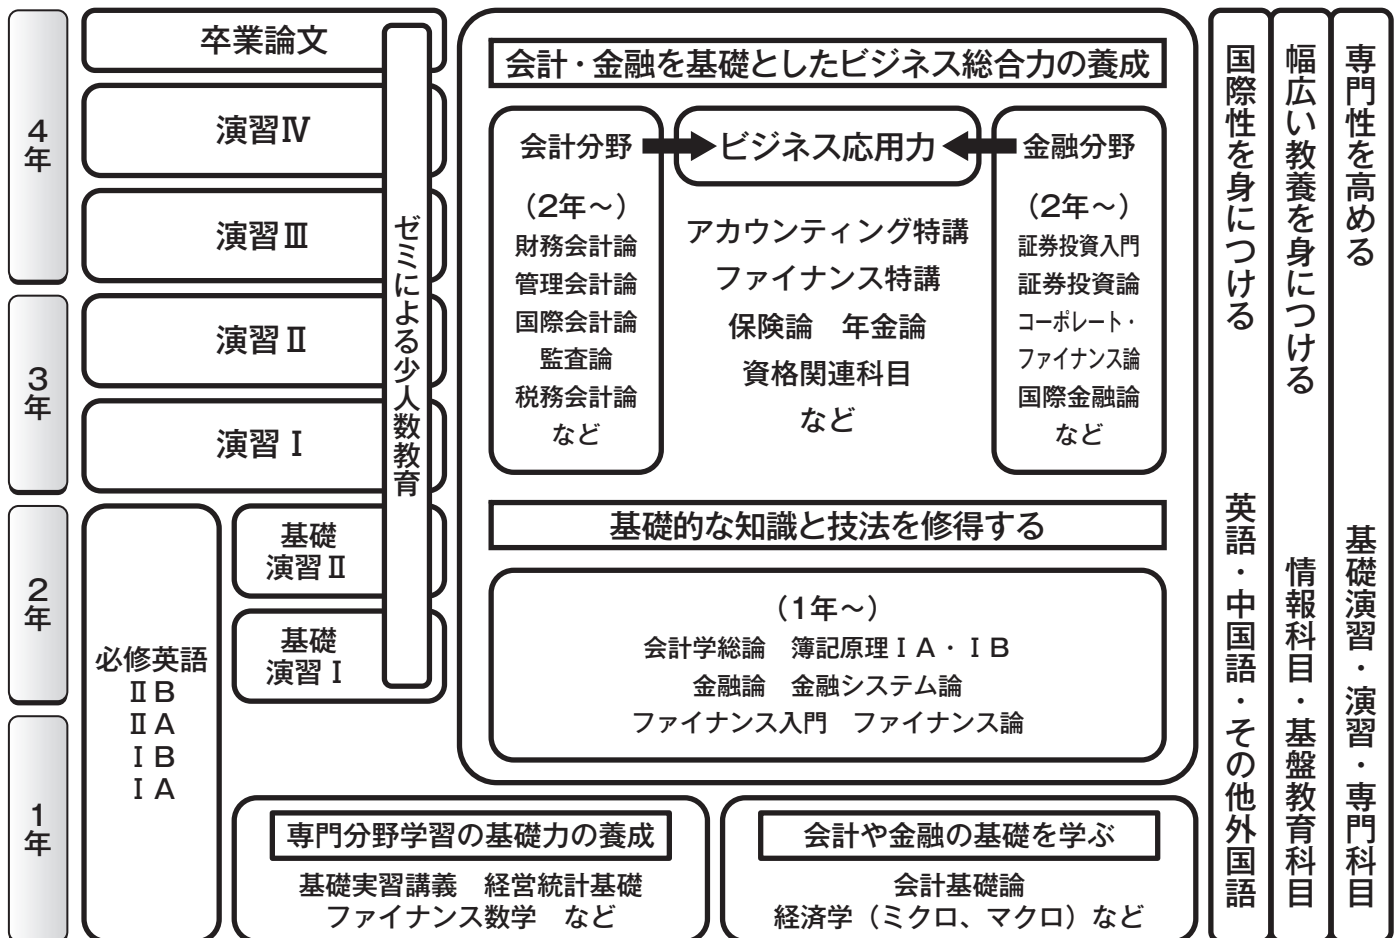 4年
3年
2年
1年
卒業論文
演習Ⅳ
演習Ⅲ
演習Ⅱ
演習Ⅰ
基礎
演習Ⅱ
基礎
演習Ⅰ
ゼミによる少人数教育
必修英語
ⅡB
ⅡA
ⅠB
ⅠA
会計・金融を基礎としたビジネス総合力の養成
会計分野
(2年～)
財務会計論
管理会計論
国際会計論
監査論
税務会計論
など
ビジネス応用力
アカウンティング特講
ファイナンス特講
保険論　年金論
資格関連科目
など
金融分野
(2年～)
証券投資入門
証券投資論
コーポレート・
ファイナンス論
国際金融論
など
基礎的な知識と技法を修得する
(1年～)
会計学総論　簿記原理ⅠA・ⅠB
金融論　金融システム論
ファイナンス入門　ファイナンス論
専門分野学習の基礎力の養成
基礎実習講義　経営統計基礎
ファイナンス数学　など
会計や金融の基礎を学ぶ
会計基礎論
経済学（ミクロ、マクロ）など
専門性を高める　基礎演習・演習・専門科目
幅広い教養を身につける　情報科目・基盤教育科目
国際性を身につける　英語・中国語・その他外国語